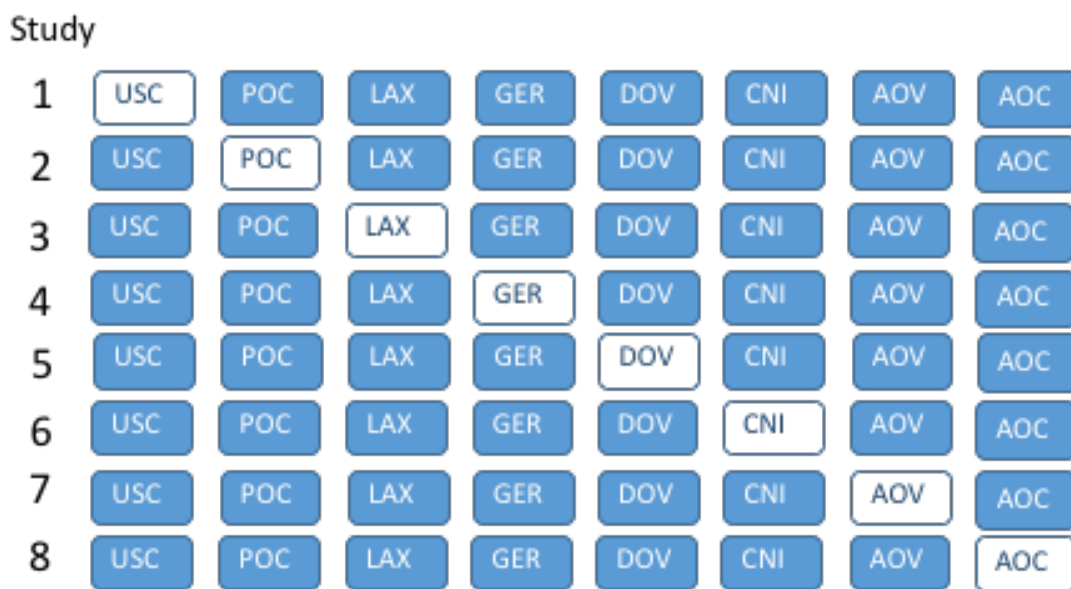 Study
1 USC POC LAX GER DOV CNI AOV AOC
2 USC POC LAX GER DOV CNI AOV AOC
3 USC POC LAX GER DOV CNI AOV AOC
4 USC POC LAX GER DOV CNI AOV AOC
5 USC POC LAX GER DOV CNI AOV AOC
6 USC POC LAX GER DOV CNI AOV AOC
7 USC POC LAX GER DOV CNI AOV AOC
8 USC POC LAX GER DOV CNI AOV AOC